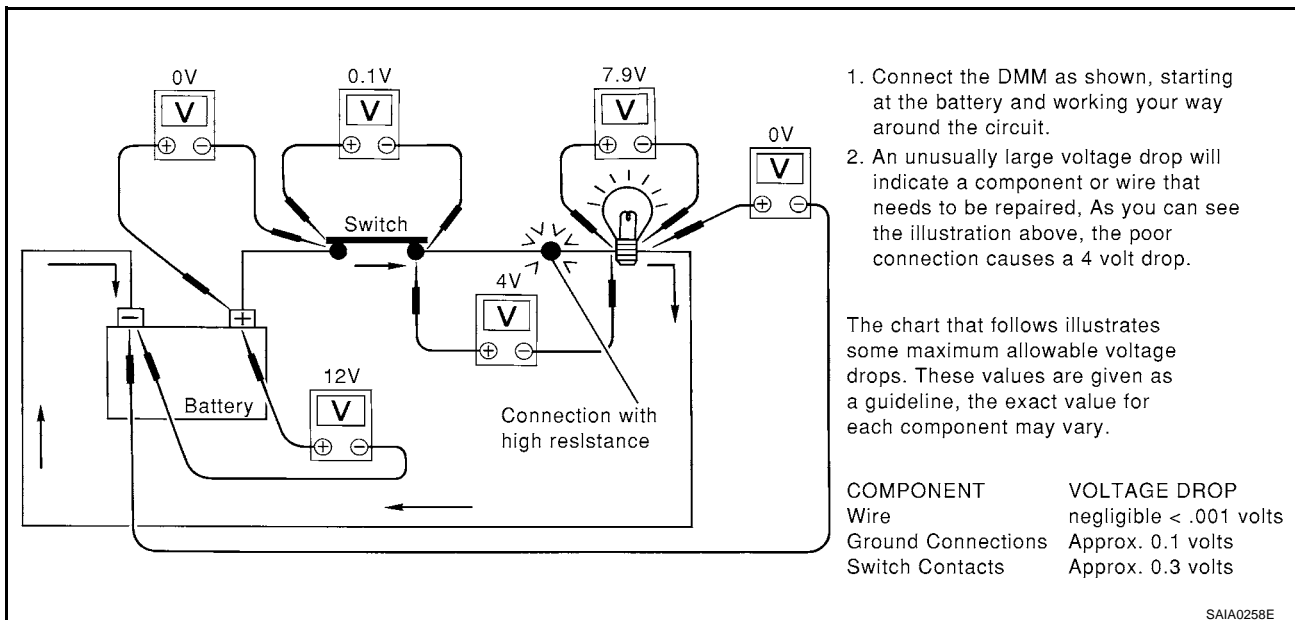 0V
0.1V
7.9V
0V
V
V
V
V
⊕ ⊖
⊕ ⊖
⊕ ⊖
⊕ ⊖
Switch
4V
V
⊕ ⊖
- +
Battery
12V
V
⊕ ⊖
Connection with
high resIstance
1. Connect the DMM as shown, starting
at the battery and working your way
around the circuit.
2. An unusually large voltage drop will
indicate a component or wire that
needs to be repaired, As you can see
the illustration above, the poor
connection causes a 4 volt drop.
The chart that follows illustrates
some maximum allowable voltage
drops. These values are given as
a guideline, the exact value for
each component may vary.
COMPONENT VOLTAGE DROP
Wire negligible < .001 volts
Ground Connections Approx. 0.1 volts
Switch Contacts Approx. 0.3 volts
SAIA0258E